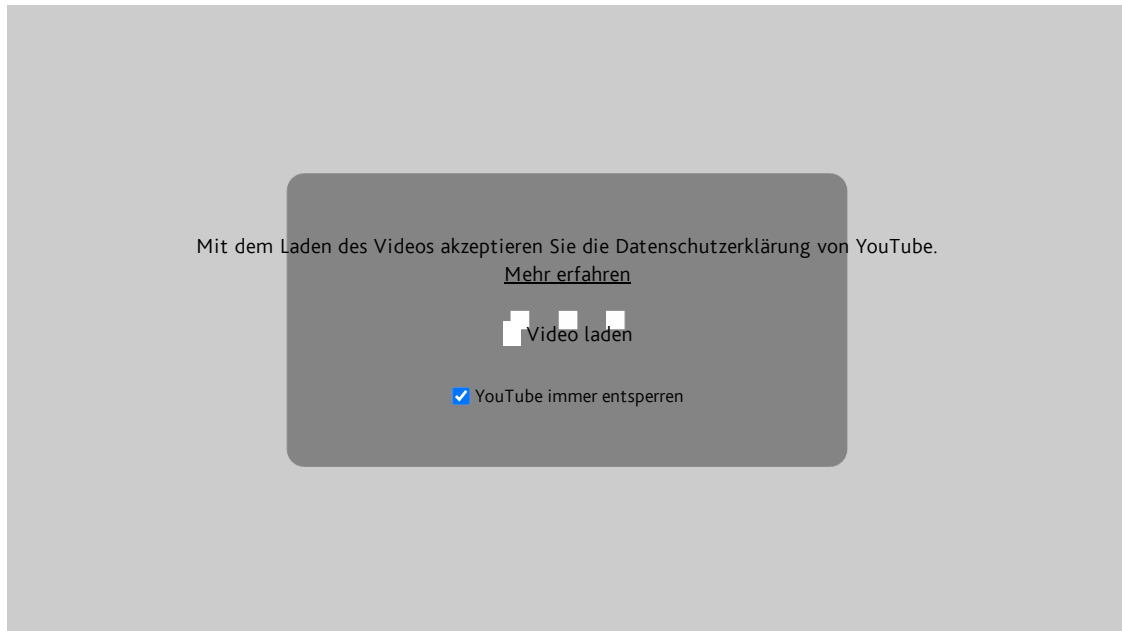 Mit dem Laden des Videos akzeptieren Sie die Datenschutzerklärung von YouTube.
Mehr erfahren
Video laden
YouTube immer entsperren